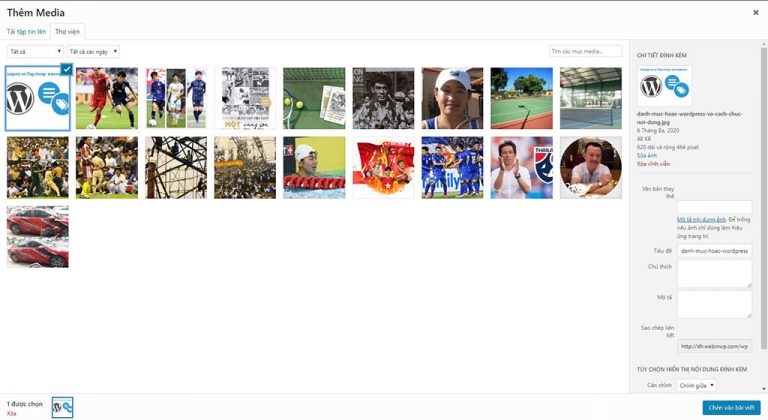 Thêm Media
Tải tập tin lên
Thư viện
Tất cả
Tất cả các ngày
Tìm các mục media...
CHI TIẾT ĐÍNH KÈM
danh-muc-hoac-wordpress-va-cach-chuc-
noi-dung.jpg
6 Tháng Ba, 2020
48 KB
620 dài và rộng 464 pixel
Sửa ảnh
Xóa vĩnh viễn
Văn bản thay
thế
Mô tả nội dung ảnh. Để trống
nếu ảnh chỉ dùng làm hiệu
ứng trang trí.
Tiêu đề
danh-muc-hoac-wordpress
Chú thích
Mô tả
Sao chép liên
kết
http://dh.webinwp.com/wp
TÙY CHỌN HIỂN THỊ NỘI DUNG ĐÍNH KÈM
Căn chỉnh
Chính giữa
1 được chọn
Xóa
Chèn vào bài viết